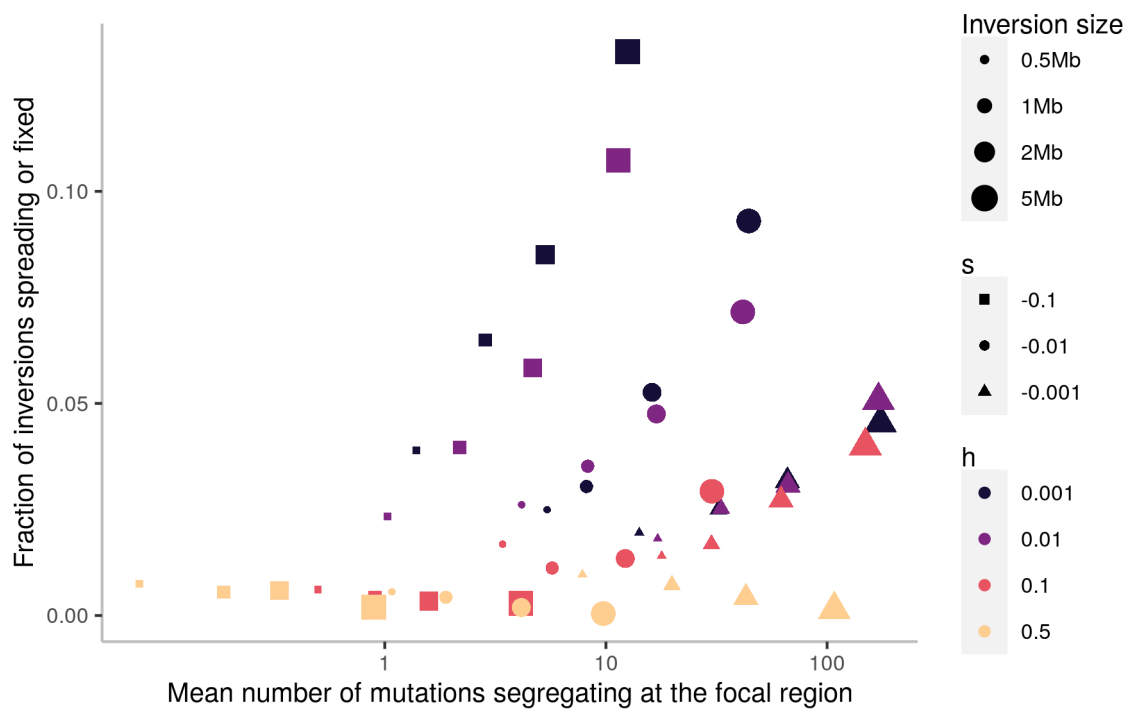 Fraction of inversions spreading or fixed
0.10
0.05
0.00
1
10
100
Mean number of mutations segregating at the focal region
Inversion size
0.5Mb
1Mb
2Mb
5Mb
s
-0.1
-0.01
-0.001
h
0.001
0.01
0.1
0.5